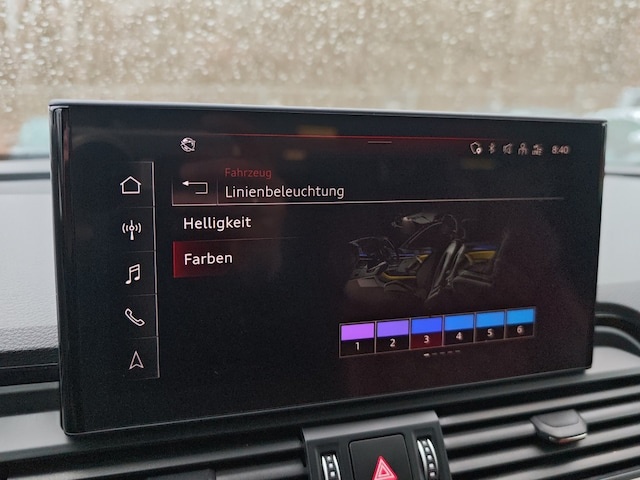 8:40
Fahrzeug
Linienbeleuchtung
Helligkeit
Farben
1 2 3 4 5 6